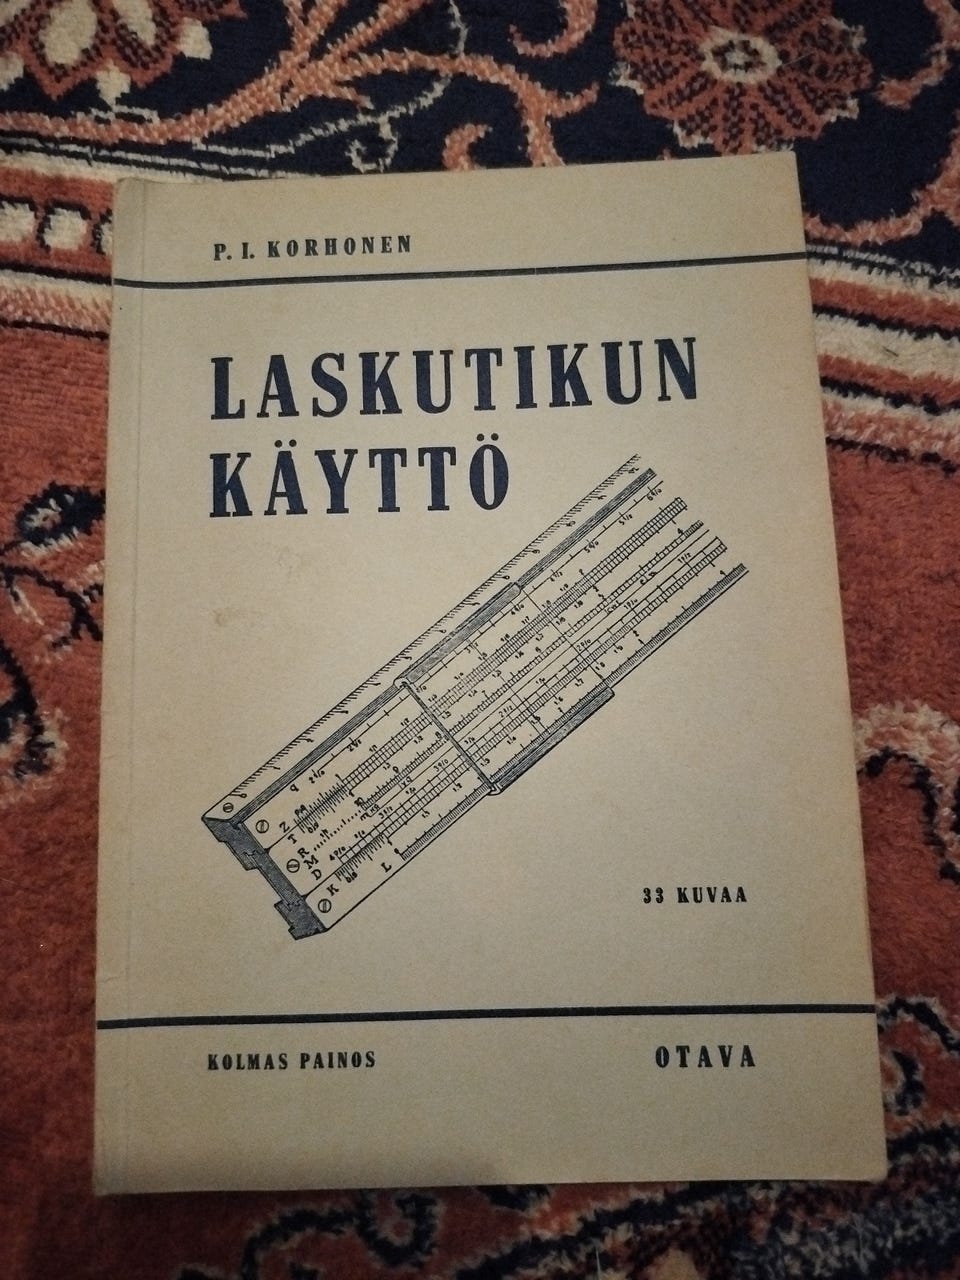 P. I. KORHONEN
LASKUTIKUN
KÄYTTÖ
Z
T
R
M
D
K
L
33 KUVAA
KOLMAS PAINOS
OTAVA